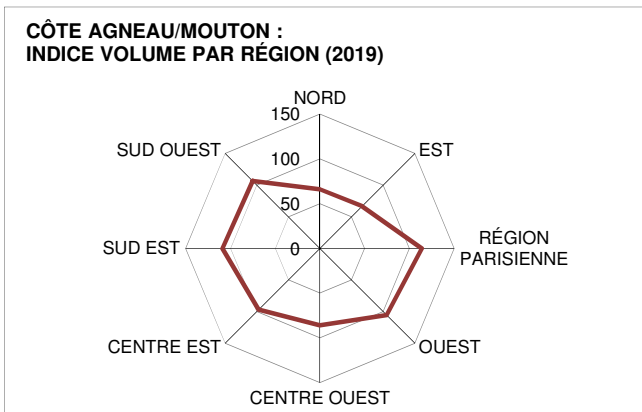 CÔTE AGNEAU/MOUTON :
INDICE VOLUME PAR RÉGION (2019)
NORD
150
SUD OUEST
EST
100
50
SUD EST
0
RÉGION
PARISIENNE
CENTRE EST
OUEST
CENTRE OUEST